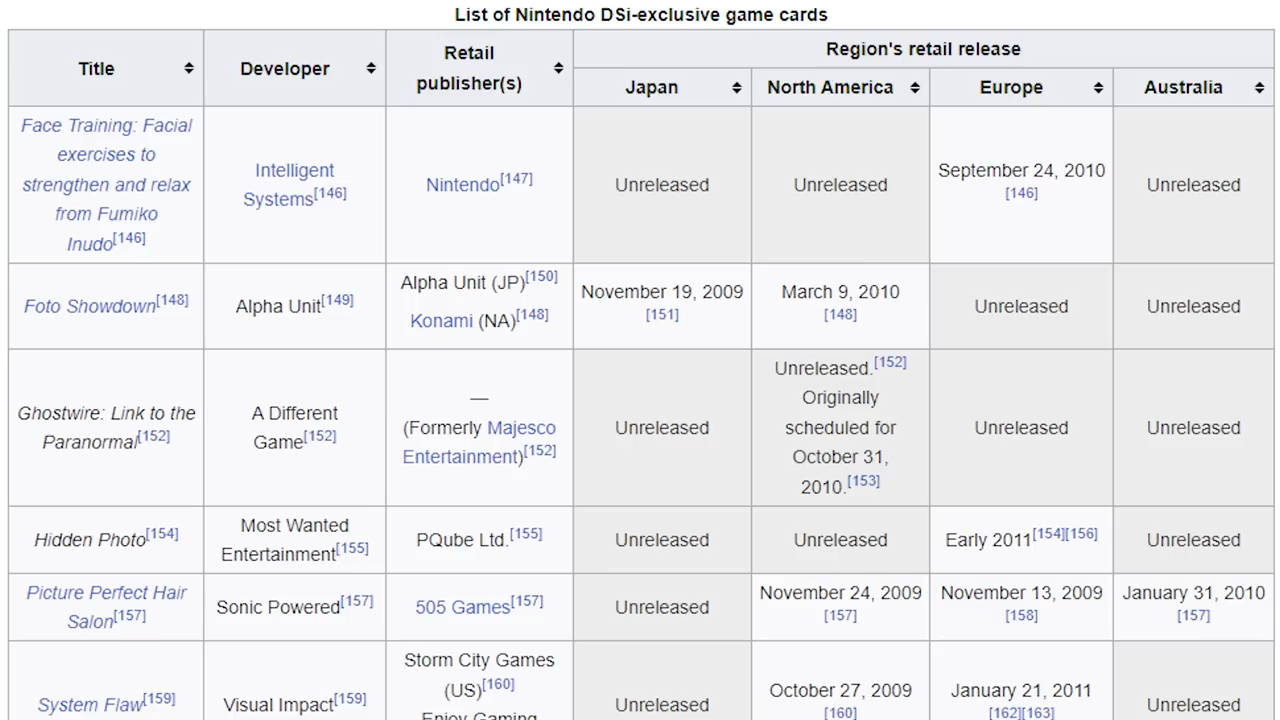 List of Nintendo DSi-exclusive game cards
Title
Developer
Retail
publisher(s)
Region's retail release
Japan
North America
Europe
Australia
Face Training: Facial
exercises to
strengthen and relax
from Fumiko
Inudo[146]
Intelligent
Systems[146]
Nintendo[147]
Unreleased
Unreleased
September 24, 2010
[146]
Unreleased
Foto Showdown[148]
Alpha Unit[149]
Alpha Unit (JP)[150]
Konami (NA)[148]
November 19, 2009
[151]
March 9, 2010
[148]
Unreleased
Unreleased
Ghostwire: Link to the
Paranormal[152]
A Different
Game[152]
—
(Formerly Majesco
Entertainment)[152]
Unreleased
Unreleased.[152]
Originally
scheduled for
October 31,
2010.[153]
Unreleased
Unreleased
Hidden Photo[154]
Most Wanted
Entertainment[155]
PQube Ltd.[155]
Unreleased
Unreleased
Early 2011[154][156]
Unreleased
Picture Perfect Hair
Salon[157]
Sonic Powered[157]
505 Games[157]
Unreleased
November 24, 2009
[157]
November 13, 2009
[158]
January 31, 2010
[157]
System Flaw[159]
Visual Impact[159]
Storm City Games
(US)[160]
Enjoy Gaming
Unreleased
October 27, 2009
[160]
January 21, 2011
[162][163]
Unreleased